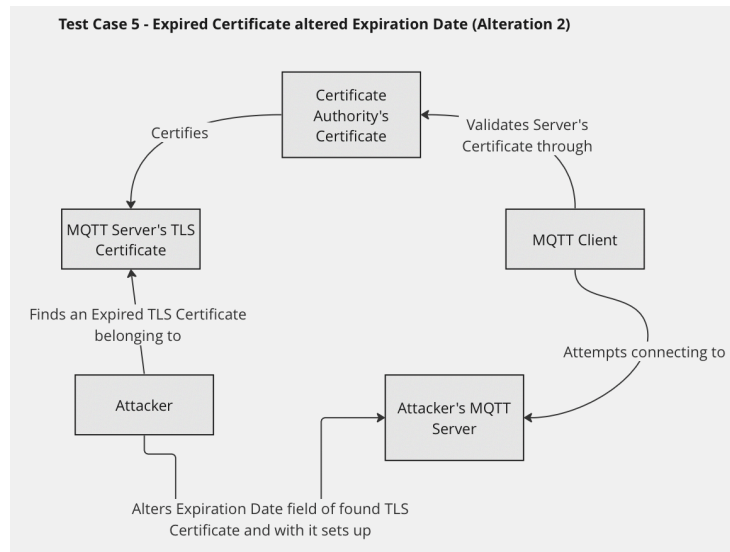 Test Case 5 - Expired Certificate altered Expiration Date (Alteration 2)
Certificate
Authority's
Certificate
Certifies
Validates Server's
Certificate through
MQTT Server's TLS
Certificate
MQTT Client
Finds an Expired TLS Certificate
belonging to
Attempts connecting to
Attacker
Attacker's MQTT
Server
Alters Expiration Date field of found TLS
Certificate and with it sets up